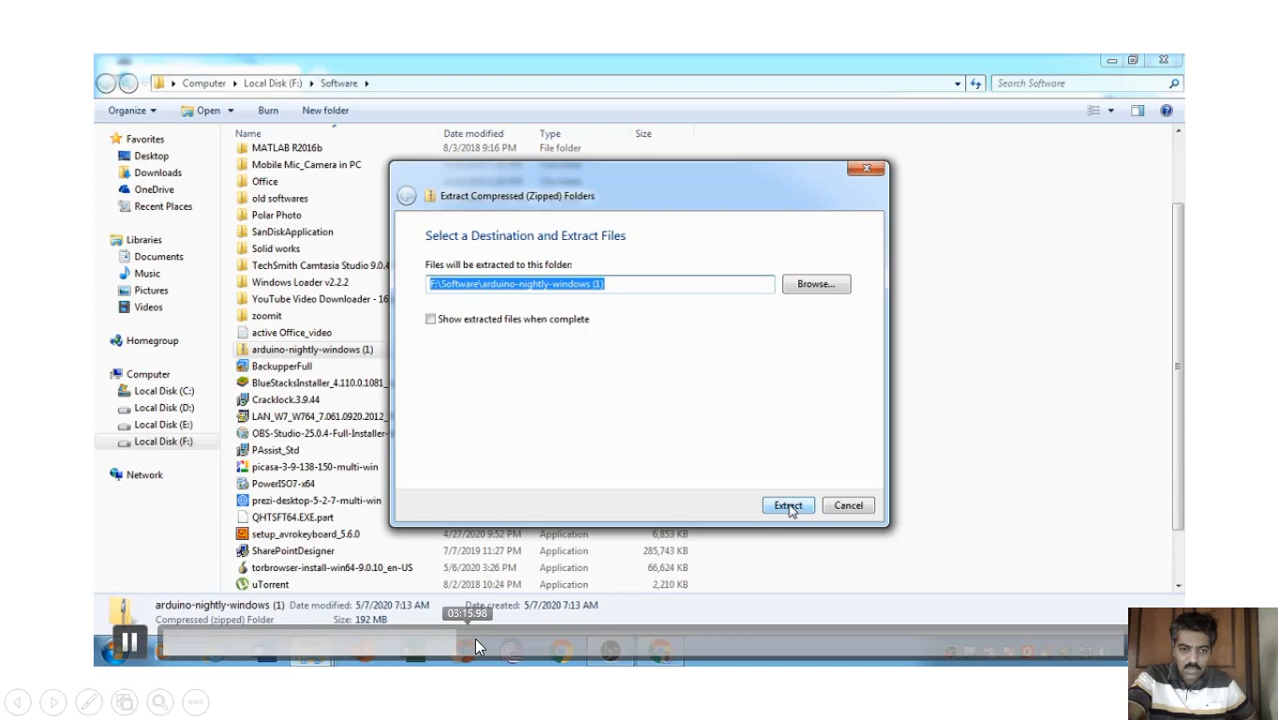 Computer Local Disk (F:) Software
Search Software
Organize Open Burn New folder
Favorites
Desktop
Downloads
OneDrive
Recent Places
Libraries
Documents
Music
Pictures
Videos
Homegroup
Computer
Local Disk (C:)
Local Disk (D:)
Local Disk (E:)
Local Disk (F:)
Network
Name Date modified Type Size
MATLAB R2016b 8/3/2018 9:16 PM File folder
Mobile Mic_Camera in PC
Office
old softwares
Polar Photo
SanDiskApplication
Solid works
TechSmith Camtasia Studio 9.0.4
Windows Loader v2.2.2
YouTube Video Downloader - 16
zoomit
active Office_video
arduino-nightly-windows (1)
BackupperFull
BlueStacksInstaller_4.110.0.1081_
Cracklock.3.9.44
LAN_W7_W764_7.061.0920.2012_
OBS-Studio-25.0.4-Full-Installer-
PAssist_Std
picasa-3-9-138-150-multi-win
PowerISO7-x64
prezi-desktop-5-2-7-multi-win
QHTSFT64.EXE.part
setup_avrokeyboard_5.6.0 4/27/2020 9:52 PM Application 6,853 KB
SharePointDesigner 7/7/2019 11:27 PM Application 285,743 KB
torbrowser-install-win64-9.0.10_en-US 5/6/2020 3:26 PM Application 66,624 KB
uTorrent 8/2/2018 10:24 PM Application 2,210 KB
Extract Compressed (Zipped) Folders
Select a Destination and Extract Files
Files will be extracted to this folder:
F:\Software\arduino-nightly-windows (1)
Browse...
Show extracted files when complete
Extract Cancel
arduino-nightly-windows (1) Date modified: 5/7/2020 7:13 AM Date created: 5/7/2020 7:13 AM
Compressed (zipped) Folder Size: 192 MB
03:15.98